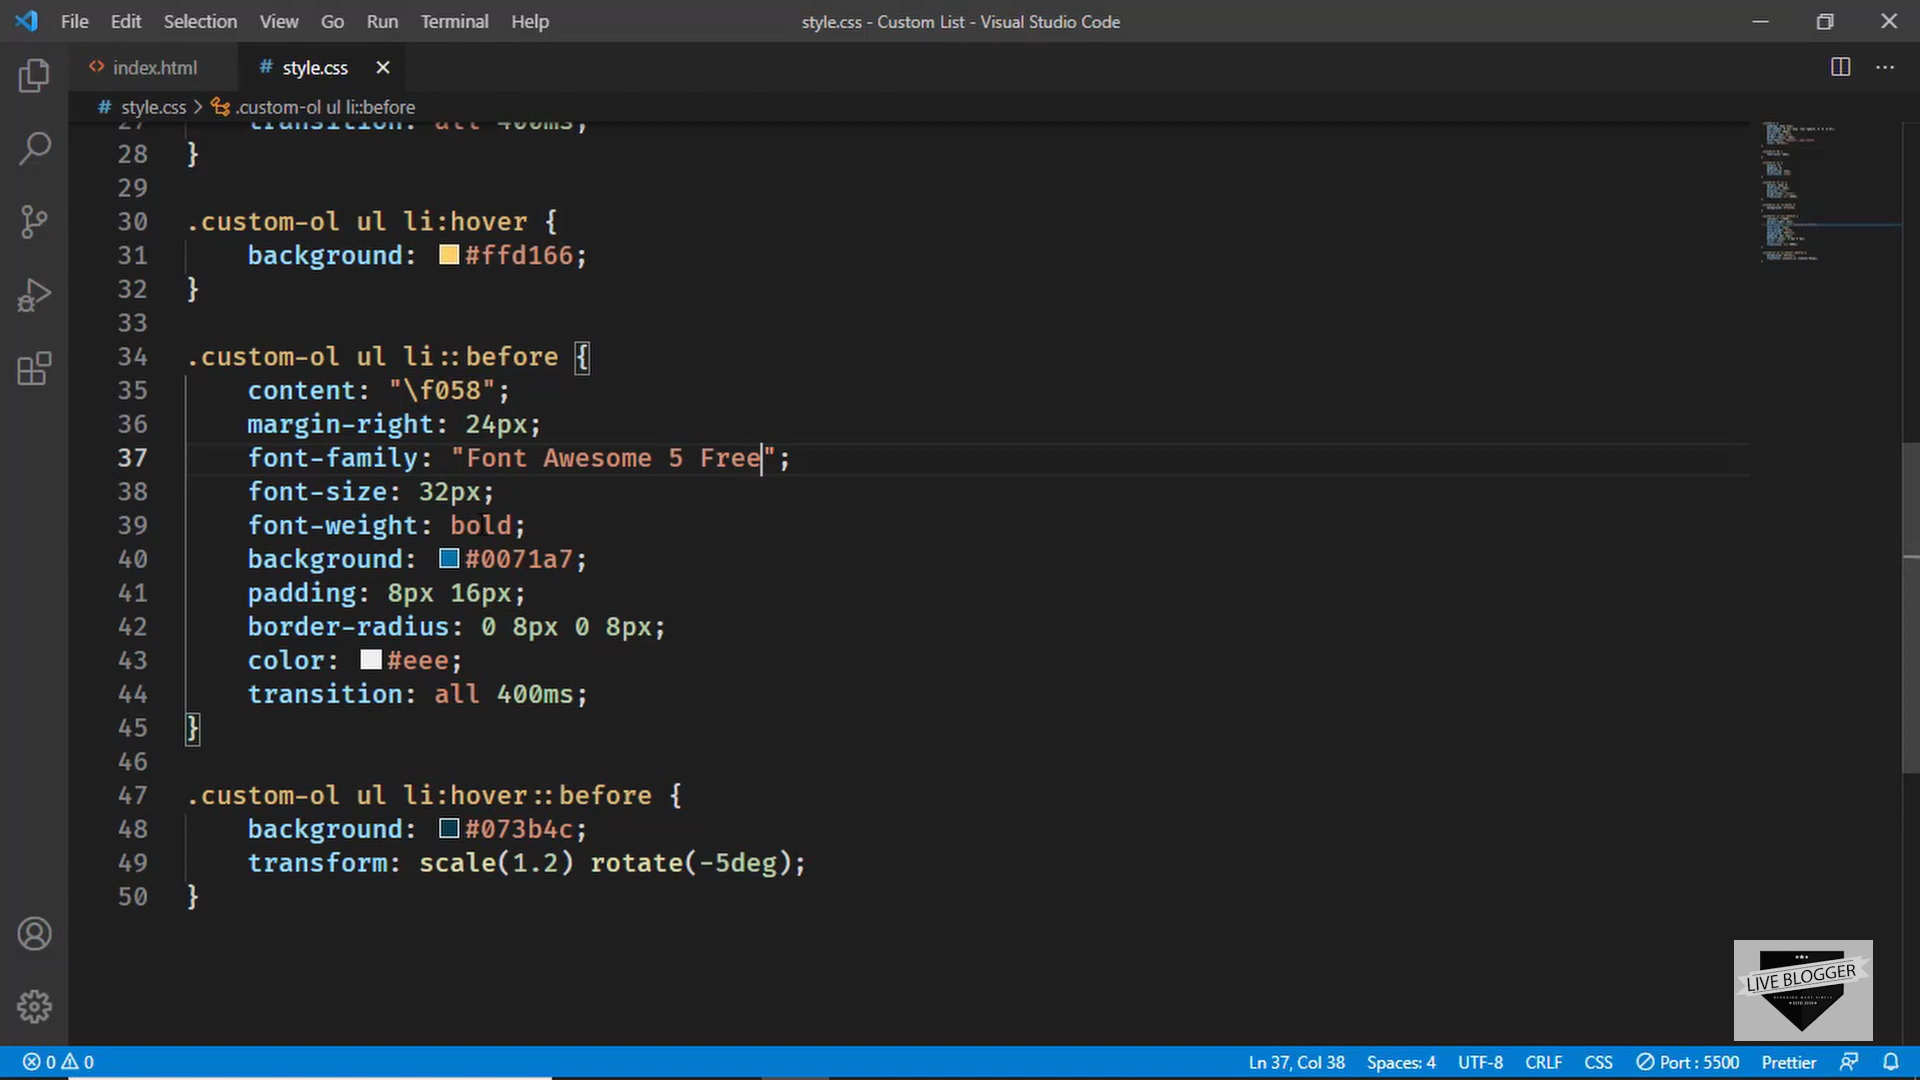 File Edit Selection View Go Run Terminal Help style.css - Custom List - Visual Studio Code
index.html # style.css
# style.css > .custom-ol ul li::before
27 transition: all 400ms;
28 }
29
30 .custom-ol ul li:hover {
31 background: #ffd166;
32 }
33
34 .custom-ol ul li::before {
35 content: "\f058";
36 margin-right: 24px;
37 font-family: "Font Awesome 5 Free";
38 font-size: 32px;
39 font-weight: bold;
40 background: #0071a7;
41 padding: 8px 16px;
42 border-radius: 0 8px 0 8px;
43 color: #eee;
44 transition: all 400ms;
45 }
46
47 .custom-ol ul li:hover::before {
48 background: #073b4c;
49 transform: scale(1.2) rotate(-5deg);
50 }
LIVE BLOGGER
0 0 Ln 37, Col 38 Spaces: 4 UTF-8 CRLF CSS Port : 5500 Prettier